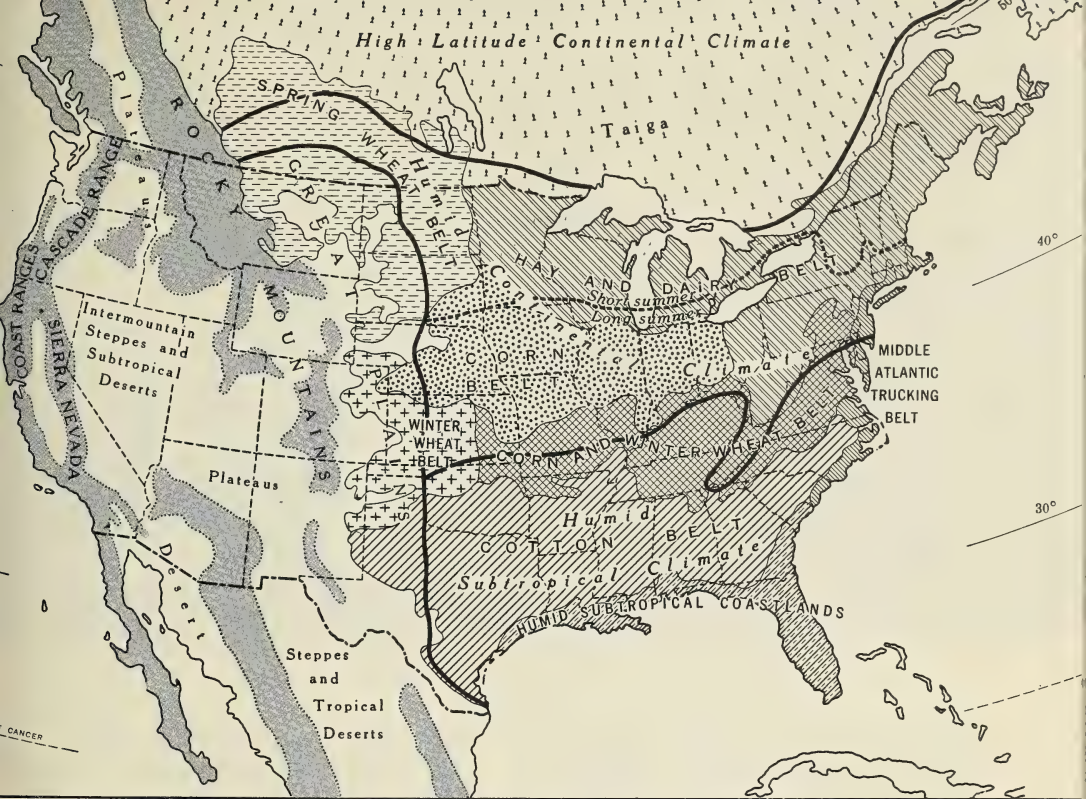 60°
High Latitude Continental Climate
Taiga
SPRING WHEAT BELT
Humid Continental Climate
Plateaus
ROCKY MOUNTAINS
GREAT PLAINS
CASCADE RANGE
COAST RANGES
SIERRA NEVADA
40°
HAY AND DAIRY BELT
Short summer
Long summer
Intermountain
Steppes and
Subtropical
Deserts
CORN
BELT
MIDDLE
ATLANTIC
TRUCKING
BELT
WINTER
WHEAT
BELT
CORN AND WINTER-WHEAT BELT
Plateaus
30°
Humid
Subtropical Climate
COTTON BELT
Desert
HUMID SUBTROPICAL COASTLANDS
Steppes
and
Tropical
Deserts
CANCER